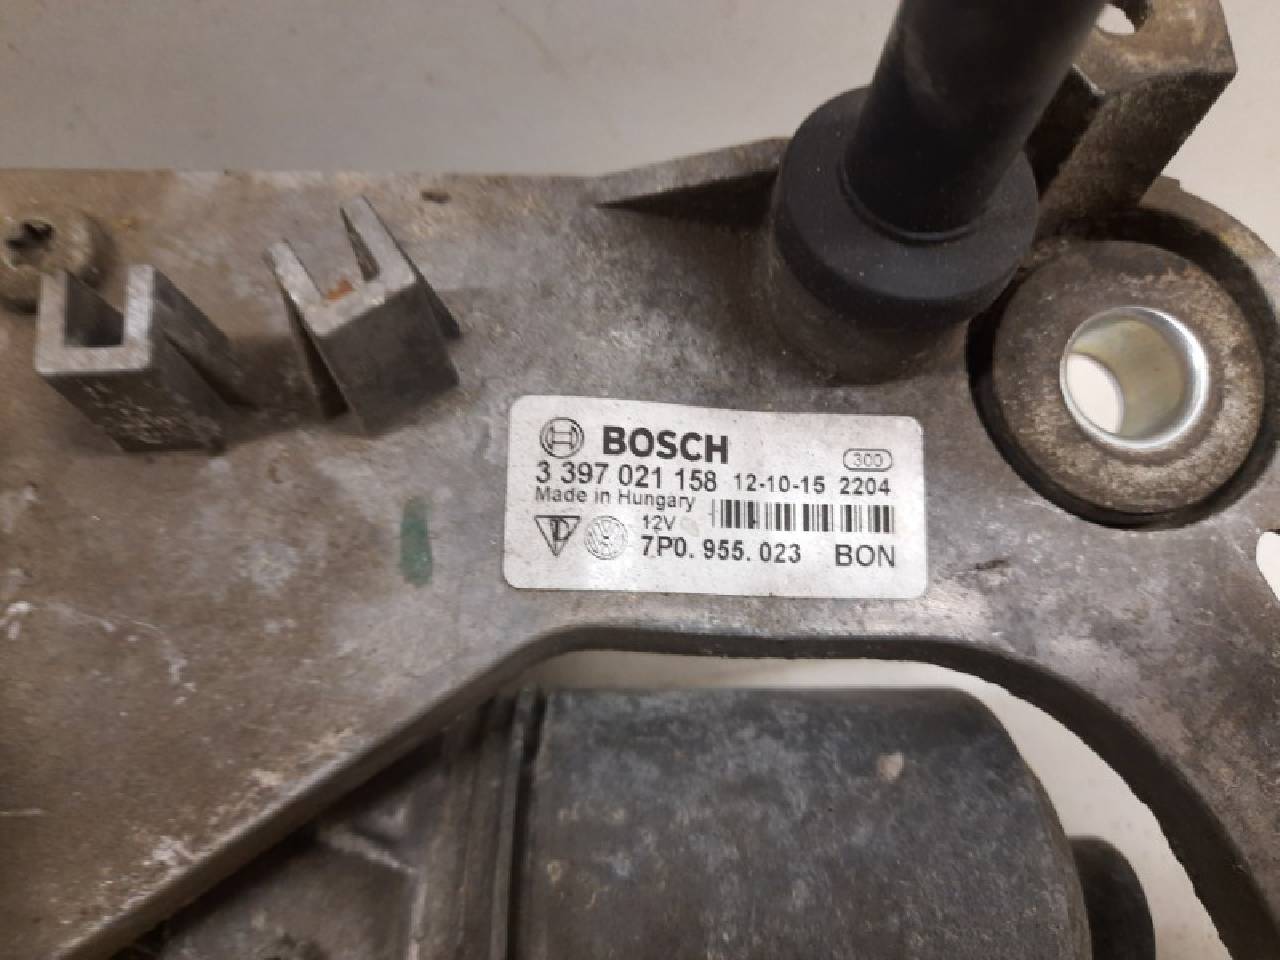 BOSCH
300
3 397 021 158 12-10-15 2204
Made in Hungary
12V
7P0. 955. 023 BON